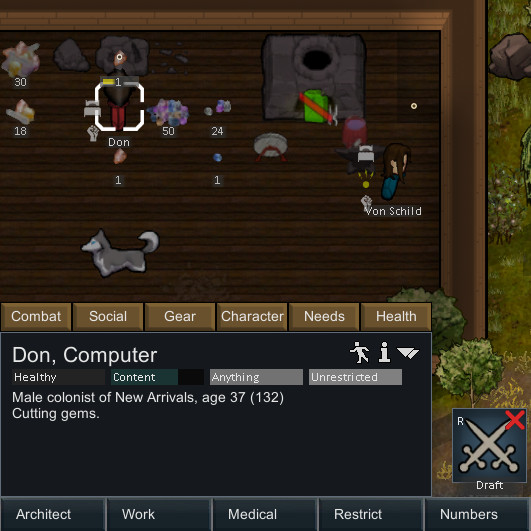 30
1
18
50
24
Don
1
1
Von Schild
Combat
Social
Gear
Character
Needs
Health
Don, Computer
Healthy
Content
Anything
Unrestricted
Male colonist of New Arrivals, age 37 (132)
Cutting gems.
R
Draft
Architect
Work
Medical
Restrict
Numbers